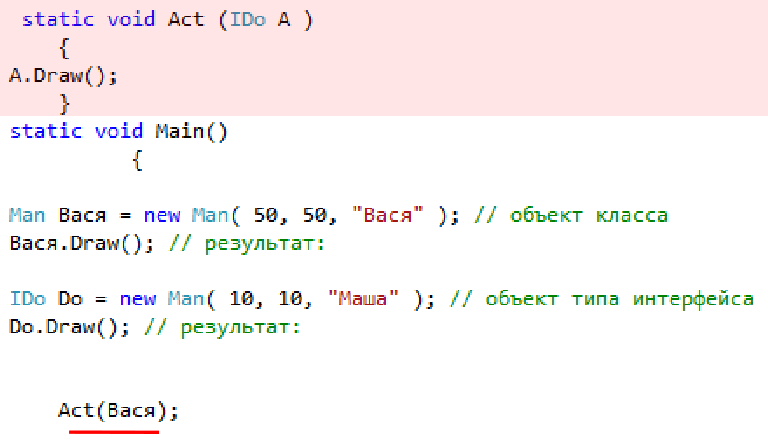 static void Act (IDo A )
{
A.Draw();
}
static void Main()
{
Man Вася = new Man( 50, 50, "Вася" ); // объект класса
Вася.Draw(); // результат:
IDo Do = new Man( 10, 10, "Маша" ); // объект типа интерфейса
Do.Draw(); // результат:
Act(Вася);